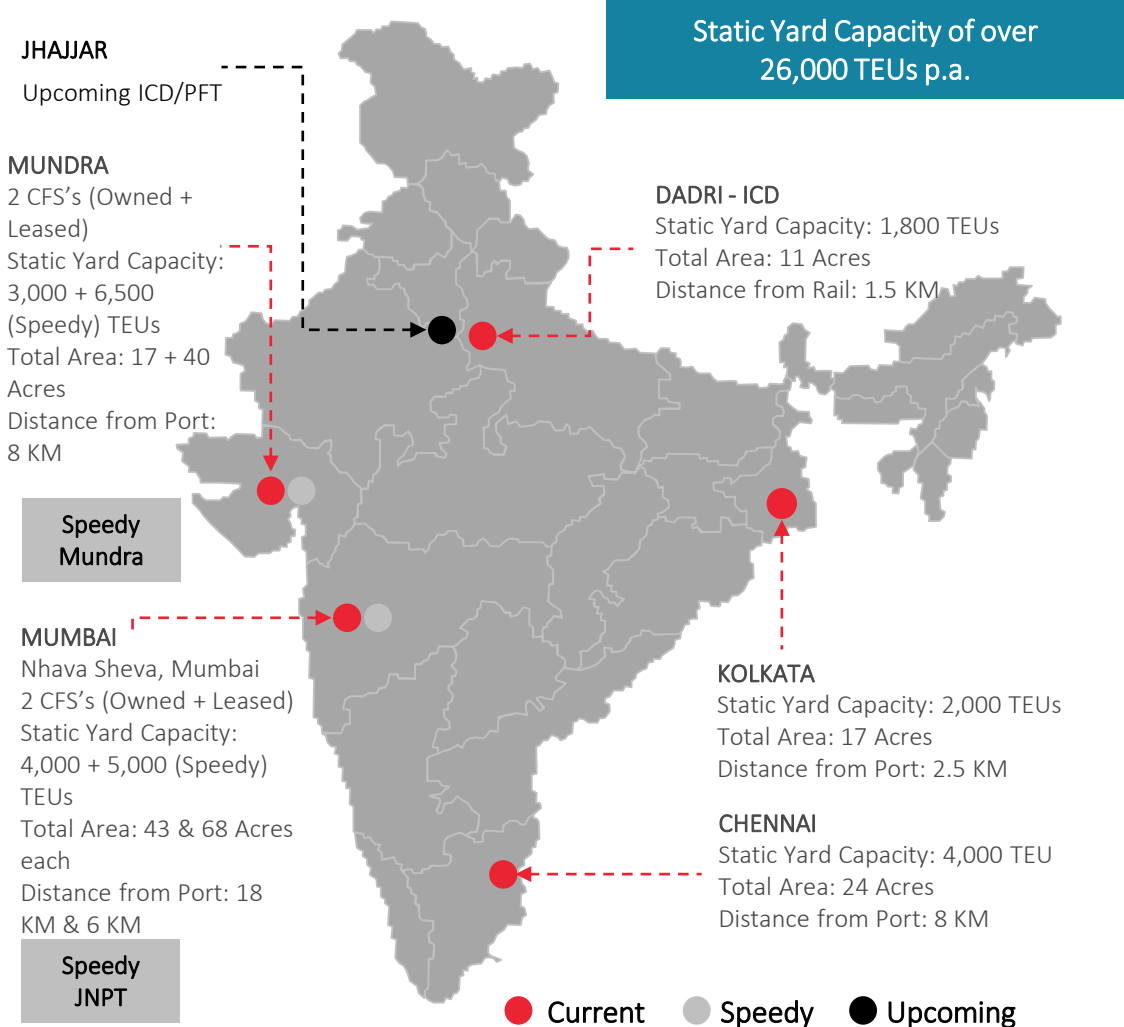 Static Yard Capacity of over
26,000 TEUs p.a.
JHAJJAR
Upcoming ICD/PFT
MUNDRA
2 CFS’s (Owned +
Leased)
Static Yard Capacity:
3,000 + 6,500
(Speedy) TEUs
Total Area: 17 + 40
Acres
Distance from Port:
8 KM
Speedy
Mundra
DADRI - ICD
Static Yard Capacity: 1,800 TEUs
Total Area: 11 Acres
Distance from Rail: 1.5 KM
MUMBAI
Nhava Sheva, Mumbai
2 CFS’s (Owned + Leased)
Static Yard Capacity:
4,000 + 5,000 (Speedy)
TEUs
Total Area: 43 & 68 Acres
each
Distance from Port: 18
KM & 6 KM
Speedy
JNPT
KOLKATA
Static Yard Capacity: 2,000 TEUs
Total Area: 17 Acres
Distance from Port: 2.5 KM
CHENNAI
Static Yard Capacity: 4,000 TEU
Total Area: 24 Acres
Distance from Port: 8 KM
Current
Speedy
Upcoming